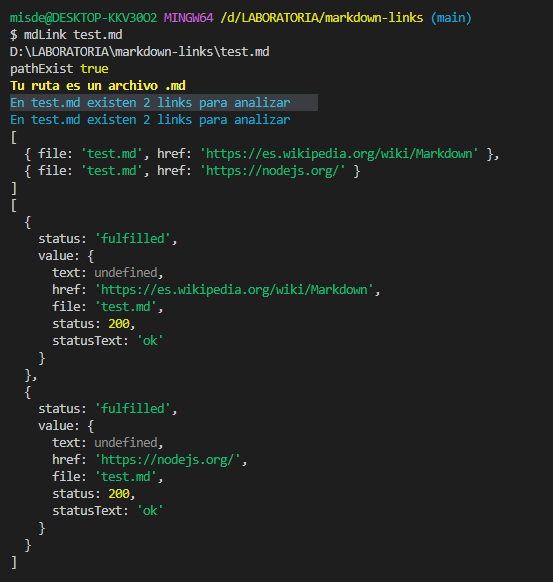 misde@DESKTOP-KKV30O2 MINGW64 /d/LABORATORIA/markdown-links (main)
$ mdLink test.md
D:\LABORATORIA\markdown-links\test.md
pathExist true
Tu ruta es un archivo .md
En test.md existen 2 links para analizar
En test.md existen 2 links para analizar
[
  { file: 'test.md', href: 'https://es.wikipedia.org/wiki/Markdown' },
  { file: 'test.md', href: 'https://nodejs.org/' }
]
[
  {
    status: 'fulfilled',
    value: {
      text: undefined,
      href: 'https://es.wikipedia.org/wiki/Markdown',
      file: 'test.md',
      status: 200,
      statusText: 'ok'
    }
  },
  {
    status: 'fulfilled',
    value: {
      text: undefined,
      href: 'https://nodejs.org/',
      file: 'test.md',
      status: 200,
      statusText: 'ok'
    }
  }
]